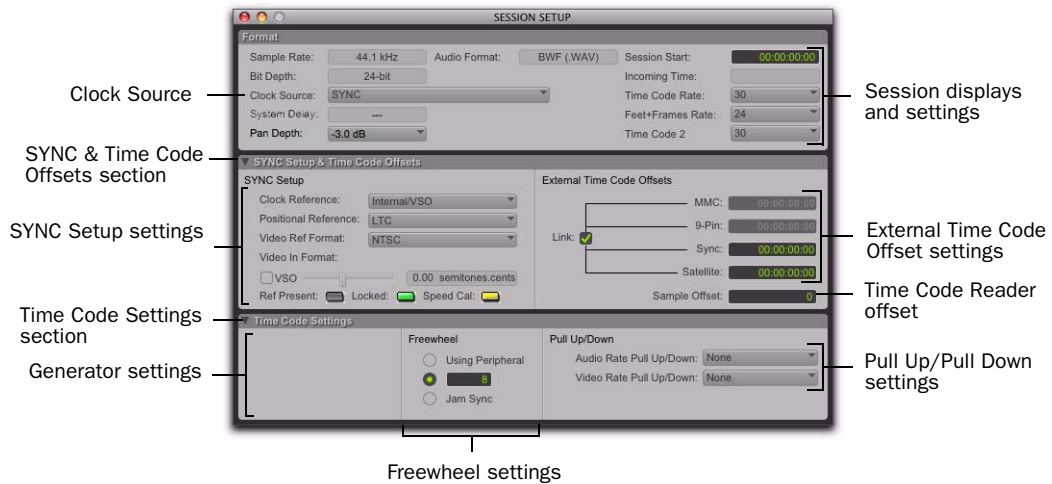 SESSION SETUP
Format
Sample Rate: 44.1 kHz Audio Format: BWF (.WAV) Session Start: 00:00:00:00
Bit Depth: 24-bit Incoming Time:
Clock Source: SYNC Time Code Rate: 30
System Delay: --- Feet+Frames Rate: 24
Pan Depth: -3.0 dB Time Code 2 30
Clock Source
Session displays
and settings
SYNC & Time Code
Offsets section
SYNC Setup & Time Code Offsets
SYNC Setup External Time Code Offsets
Clock Reference: Internal/VSO MMC: 00:00:00:00
Positional Reference: LTC 9-Pin: 00:00:00:00
Video Ref Format: NTSC Link: Sync: 00:00:00:00
Video In Format:
VSO 0.00 semitones.cents Satellite: 00:00:00:00
Ref Present: Locked: Speed Cal: Sample Offset: 0
SYNC Setup settings
External Time Code
Offset settings
Time Code Reader
offset
Time Code Settings
section
Time Code Settings
Freewheel Pull Up/Down
Using Peripheral Audio Rate Pull Up/Down: None
8 Video Rate Pull Up/Down: None
Jam Sync
Generator settings
Pull Up/Pull Down
settings
Freewheel settings